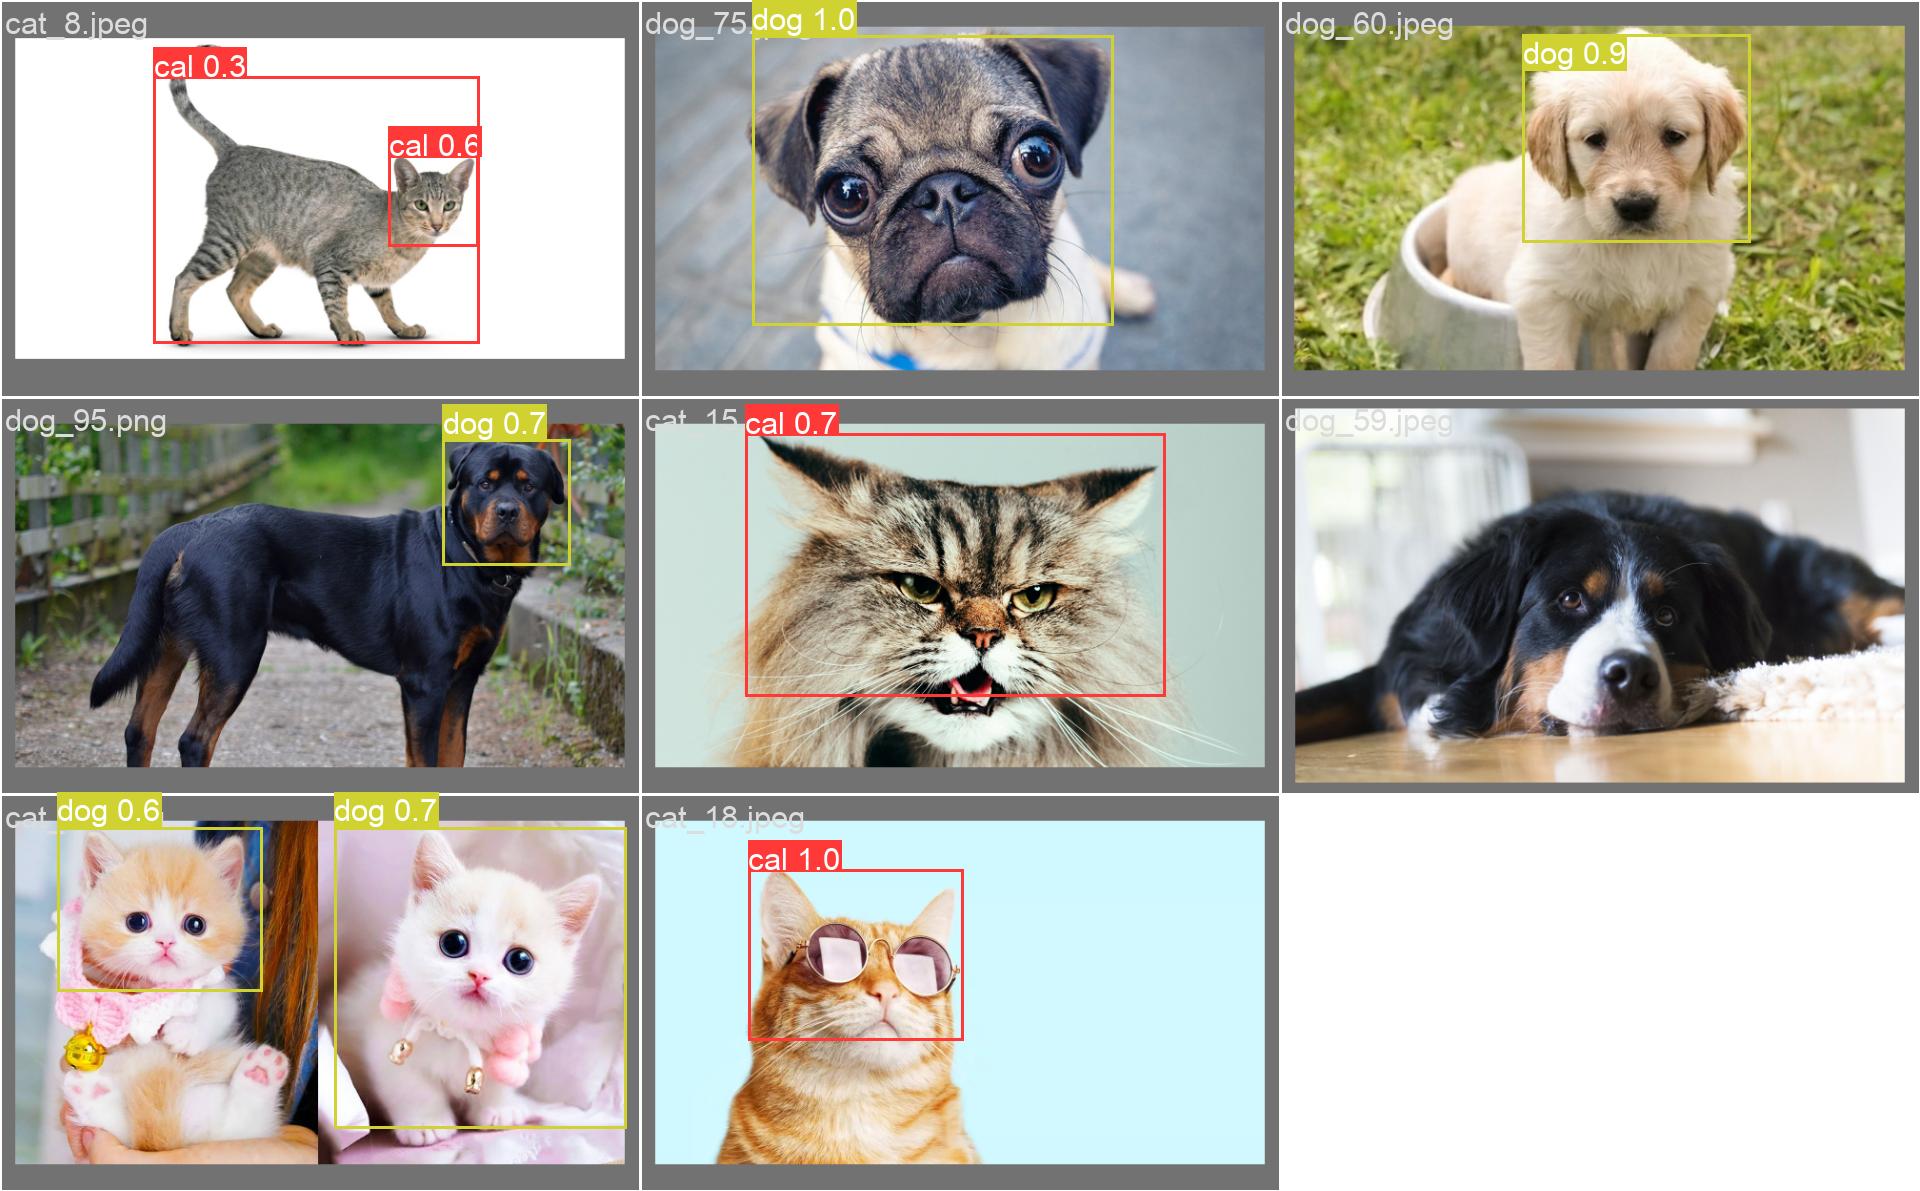 cat_8.jpeg
cal 0.3
cal 0.6
dog_75.
dog 1.0
dog_60.jpeg
dog 0.9
dog_95.png
dog 0.7
cat_15.
cal 0.7
dog_59.jpeg
cat_
dog 0.6
dog 0.7
cat_18.jpeg
cal 1.0